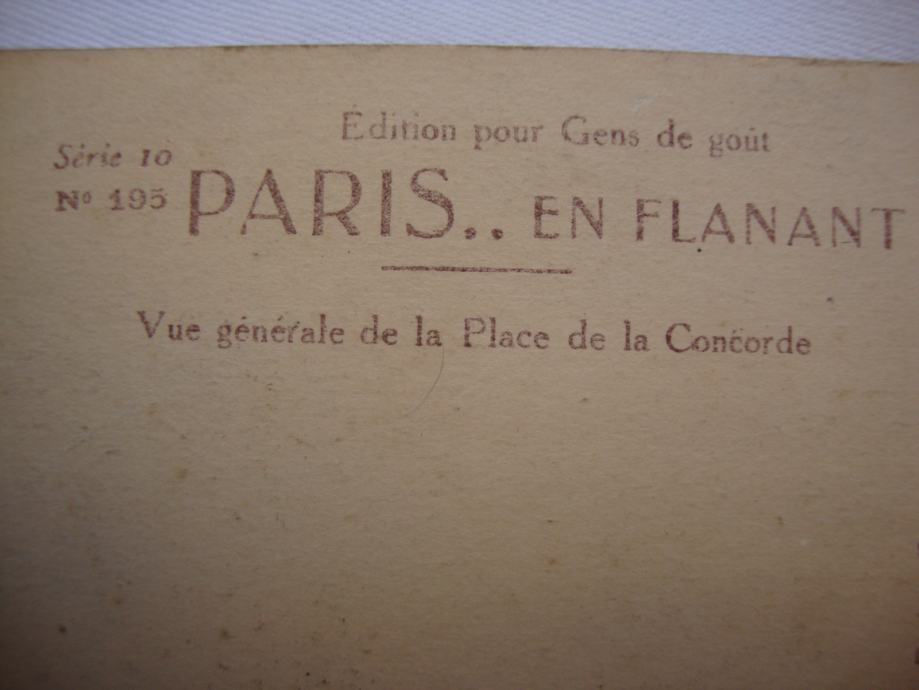 Édition pour Gens de goût
Série 10
Nº 195
PARIS.. EN FLANANT
Vue générale de la Place de la Concorde